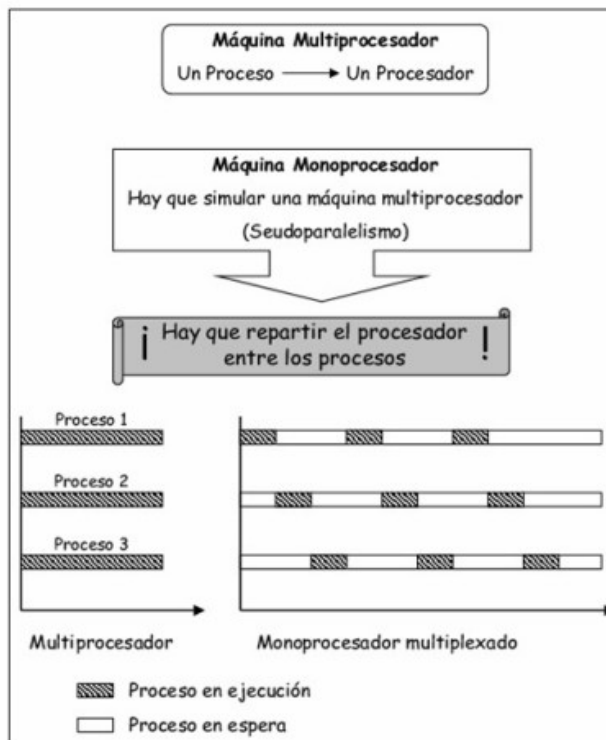 Máquina Multiprocesador
Un Proceso → Un Procesador
Máquina Monoprocesador
Hay que simular una máquina multiprocesador
(Seudoparalelismo)
¡ Hay que repartir el procesador !
entre los procesos
Proceso 1
Proceso 2
Proceso 3
Multiprocesador
Monoprocesador multiplexado
Proceso en ejecución
Proceso en espera